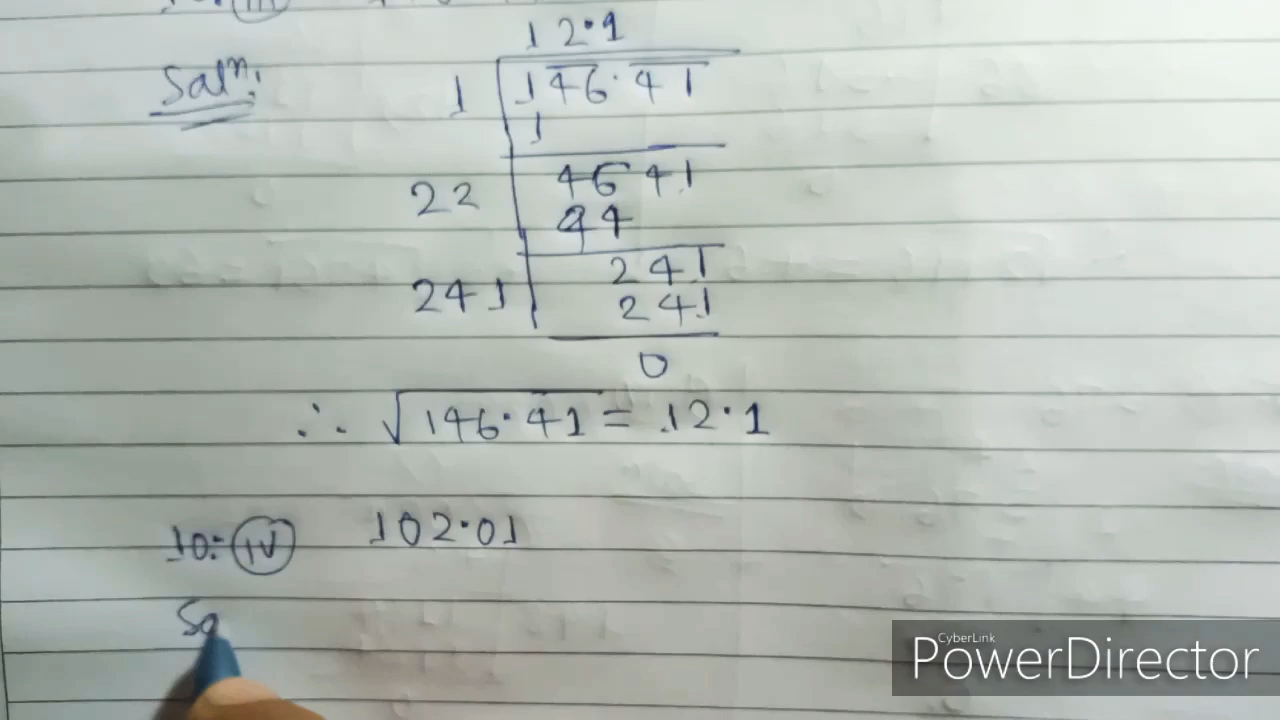 12.1
Solⁿ:
1 146.41
1
22 4641
44
241 241
241
0
∴ √146.41 = 12.1
10. (iv) 102.01
So
CyberLink
PowerDirector